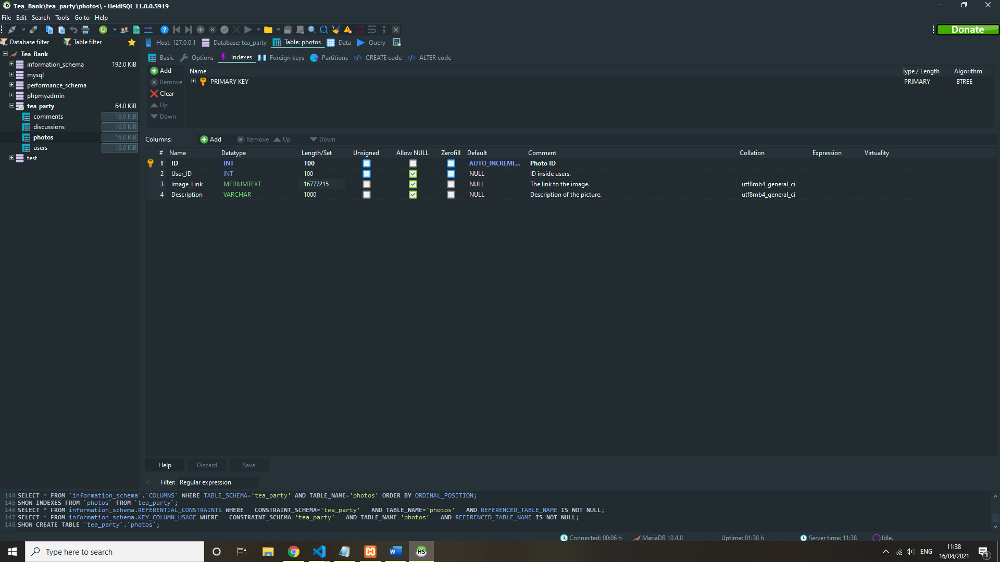 Tea_Bank\tea_party\photos\ - HeidiSQL 11.0.0.5919
File Edit Search Tools Go to Help
Donate
Database filter Table filter Host: 127.0.0.1 Database: tea_party Table: photos Data Query
Tea_Bank
information_schema 192.0 KiB
mysql
performance_schema
phpmyadmin
tea_party 64.0 KiB
comments 16.0 KiB
discussions 16.0 KiB
photos 16.0 KiB
users 16.0 KiB
test
Basic Options Indexes Foreign keys Partitions CREATE code ALTER code
Add
Remove
Clear
Up
Down
Name Type / Length Algorithm
PRIMARY KEY PRIMARY BTREE
Columns: Add Remove Up Down
# Name Datatype Length/Set Unsigned Allow NULL Zerofill Default Comment Collation Expression Virtuality
1 ID INT 100 AUTO_INCREME... Photo ID
2 User_ID INT 100 NULL ID inside users.
3 Image_Link MEDIUMTEXT 16777215 NULL The link to the image. utf8mb4_general_ci
4 Description VARCHAR 1000 NULL Description of the picture. utf8mb4_general_ci
Help Discard Save
Filter: Regular expression
144 SELECT * FROM `information_schema`.`COLUMNS` WHERE TABLE_SCHEMA='tea_party' AND TABLE_NAME='photos' ORDER BY ORDINAL_POSITION;
145 SHOW INDEXES FROM `photos` FROM `tea_party`;
146 SELECT * FROM information_schema.REFERENTIAL_CONSTRAINTS WHERE CONSTRAINT_SCHEMA='tea_party' AND TABLE_NAME='photos' AND REFERENCED_TABLE_NAME IS NOT NULL;
147 SELECT * FROM information_schema.KEY_COLUMN_USAGE WHERE CONSTRAINT_SCHEMA='tea_party' AND TABLE_NAME='photos' AND REFERENCED_TABLE_NAME IS NOT NULL;
148 SHOW CREATE TABLE `tea_party`.`photos`;
Connected: 00:06 h MariaDB 10.4.8 Uptime: 01:38 h Server time: 11:38 Idle.
Type here to search
HS
ENG
11:38
16/04/2021
1